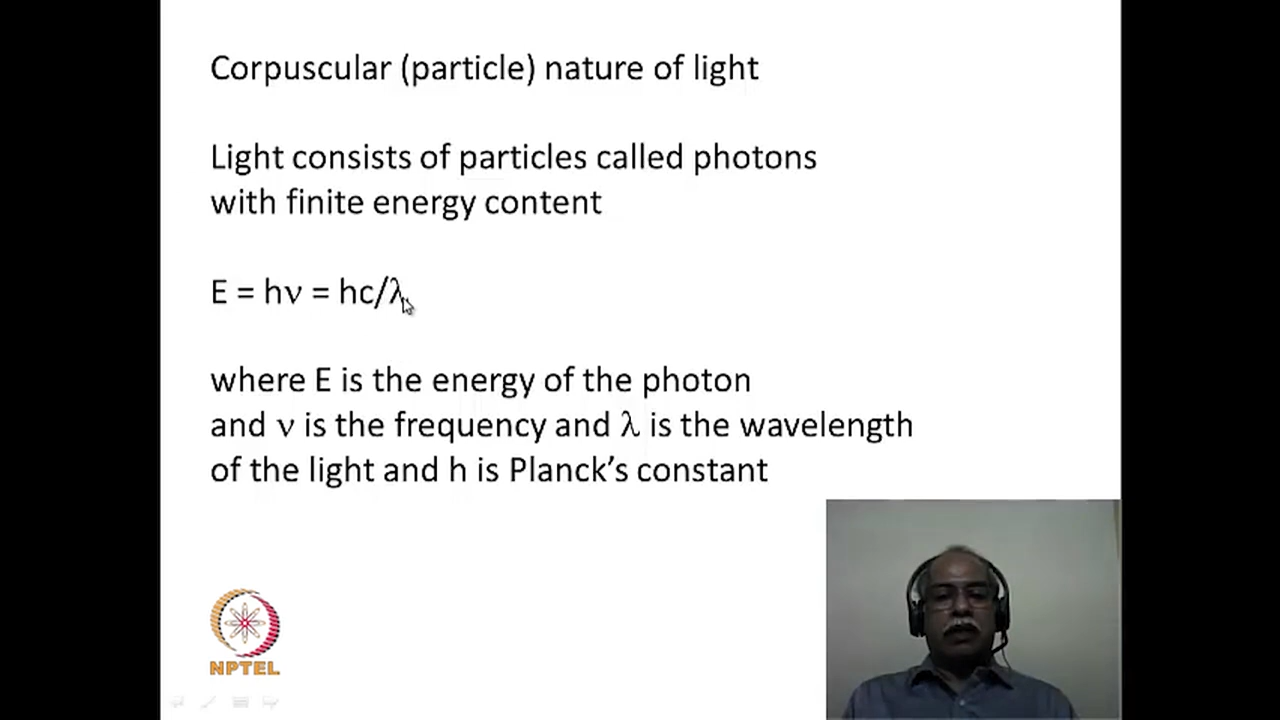 Corpuscular (particle) nature of light
Light consists of particles called photons
with finite energy content
E = hν = hc/λ
where E is the energy of the photon
and ν is the frequency and λ is the wavelength
of the light and h is Planck’s constant
NPTEL